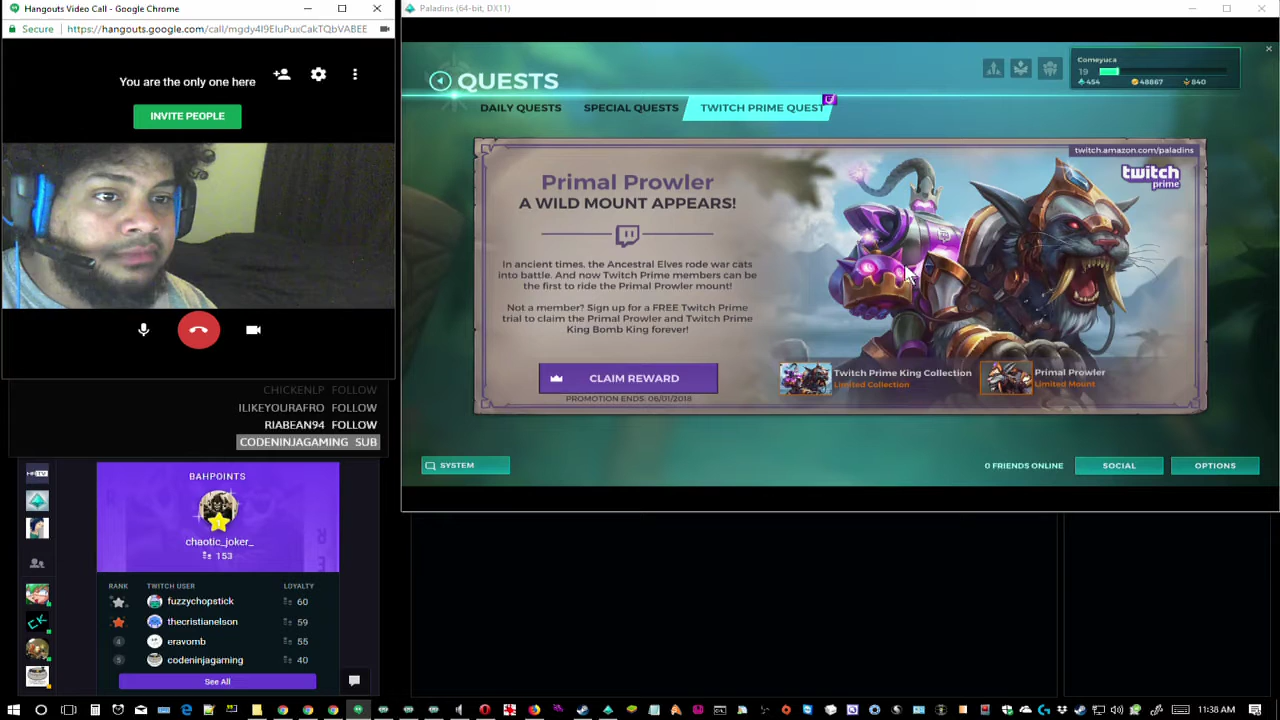 Hangouts Video Call - Google Chrome
Secure https://hangouts.google.com/call/mgdy4I9EIuPuxCakTQbVABEE
You are the only one here
INVITE PEOPLE
CHICKENLP FOLLOW
ILIKEYOURAFRO FOLLOW
RIABEAN94 FOLLOW
CODENINJAGAMING SUB
BAHPOINTS
1
chaotic_joker_
153
RANK TWITCH USER LOYALTY
fuzzychopstick 60
thecristianelson 59
4 eravomb 55
5 codeninjagaming 40
See All
Paladins (64-bit, DX11)
QUESTS
Comeyuca
19
454 48867 840
DAILY QUESTS SPECIAL QUESTS TWITCH PRIME QUEST
twitch.amazon.com/paladins
twitch
prime
Primal Prowler
A WILD MOUNT APPEARS!
In ancient times, the Ancestral Elves rode war cats
into battle. And now Twitch Prime members can be
the first to ride the Primal Prowler mount!
Not a member? Sign up for a FREE Twitch Prime
trial to claim the Primal Prowler and Twitch Prime
King Bomb King forever!
CLAIM REWARD
PROMOTION ENDS: 06/01/2018
Twitch Prime King Collection
Limited Collection
Primal Prowler
Limited Mount
SYSTEM
0 FRIENDS ONLINE SOCIAL OPTIONS
11:38 AM